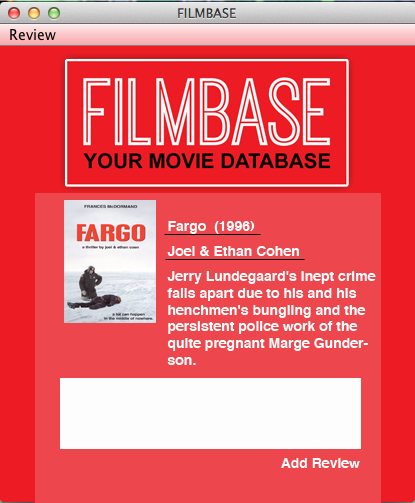 FILMBASE
Review
FILMBASE
YOUR MOVIE DATABASE
FRANCES McDORMAND
FARGO
a thriller by joel & ethan coen
a lot can happen
in the middle of nowhere.
Fargo (1996)
Joel & Ethan Cohen
Jerry Lundegaard's inept crime
falls apart due to his and his
henchmen's bungling and the
persistent police work of the
quite pregnant Marge Gunder-
son.
Add Review